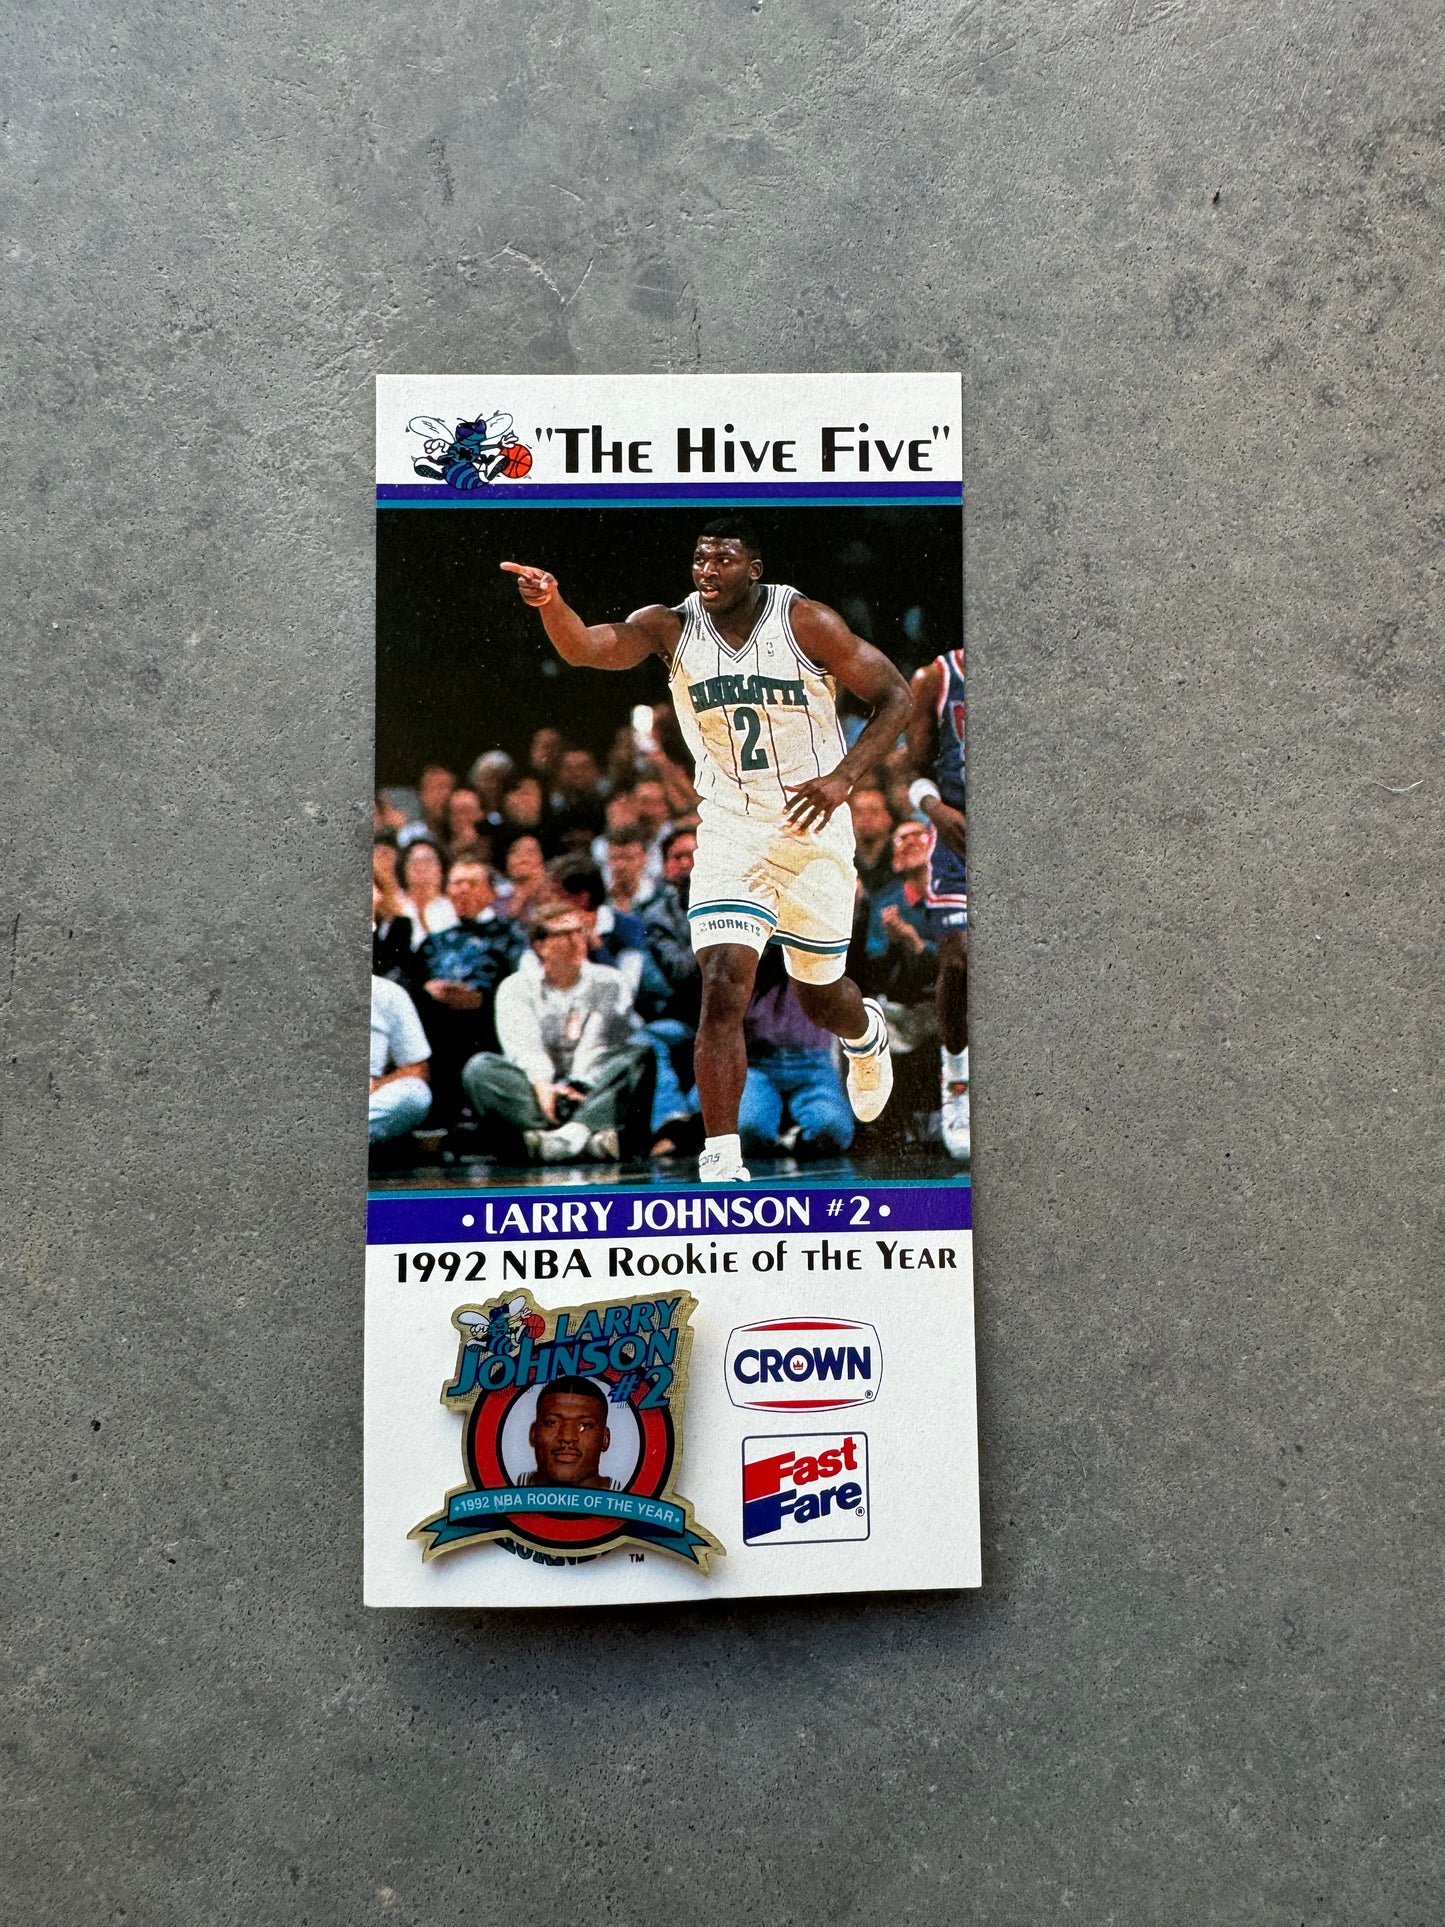 "The Hive Five"
CHARLOTTE
2
HORNETS
• LARRY JOHNSON #2 •
1992 NBA Rookie of the Year
LARRY
JOHNSON
#2
•1992 NBA ROOKIE OF THE YEAR•
TM
CROWN®
Fast
Fare®